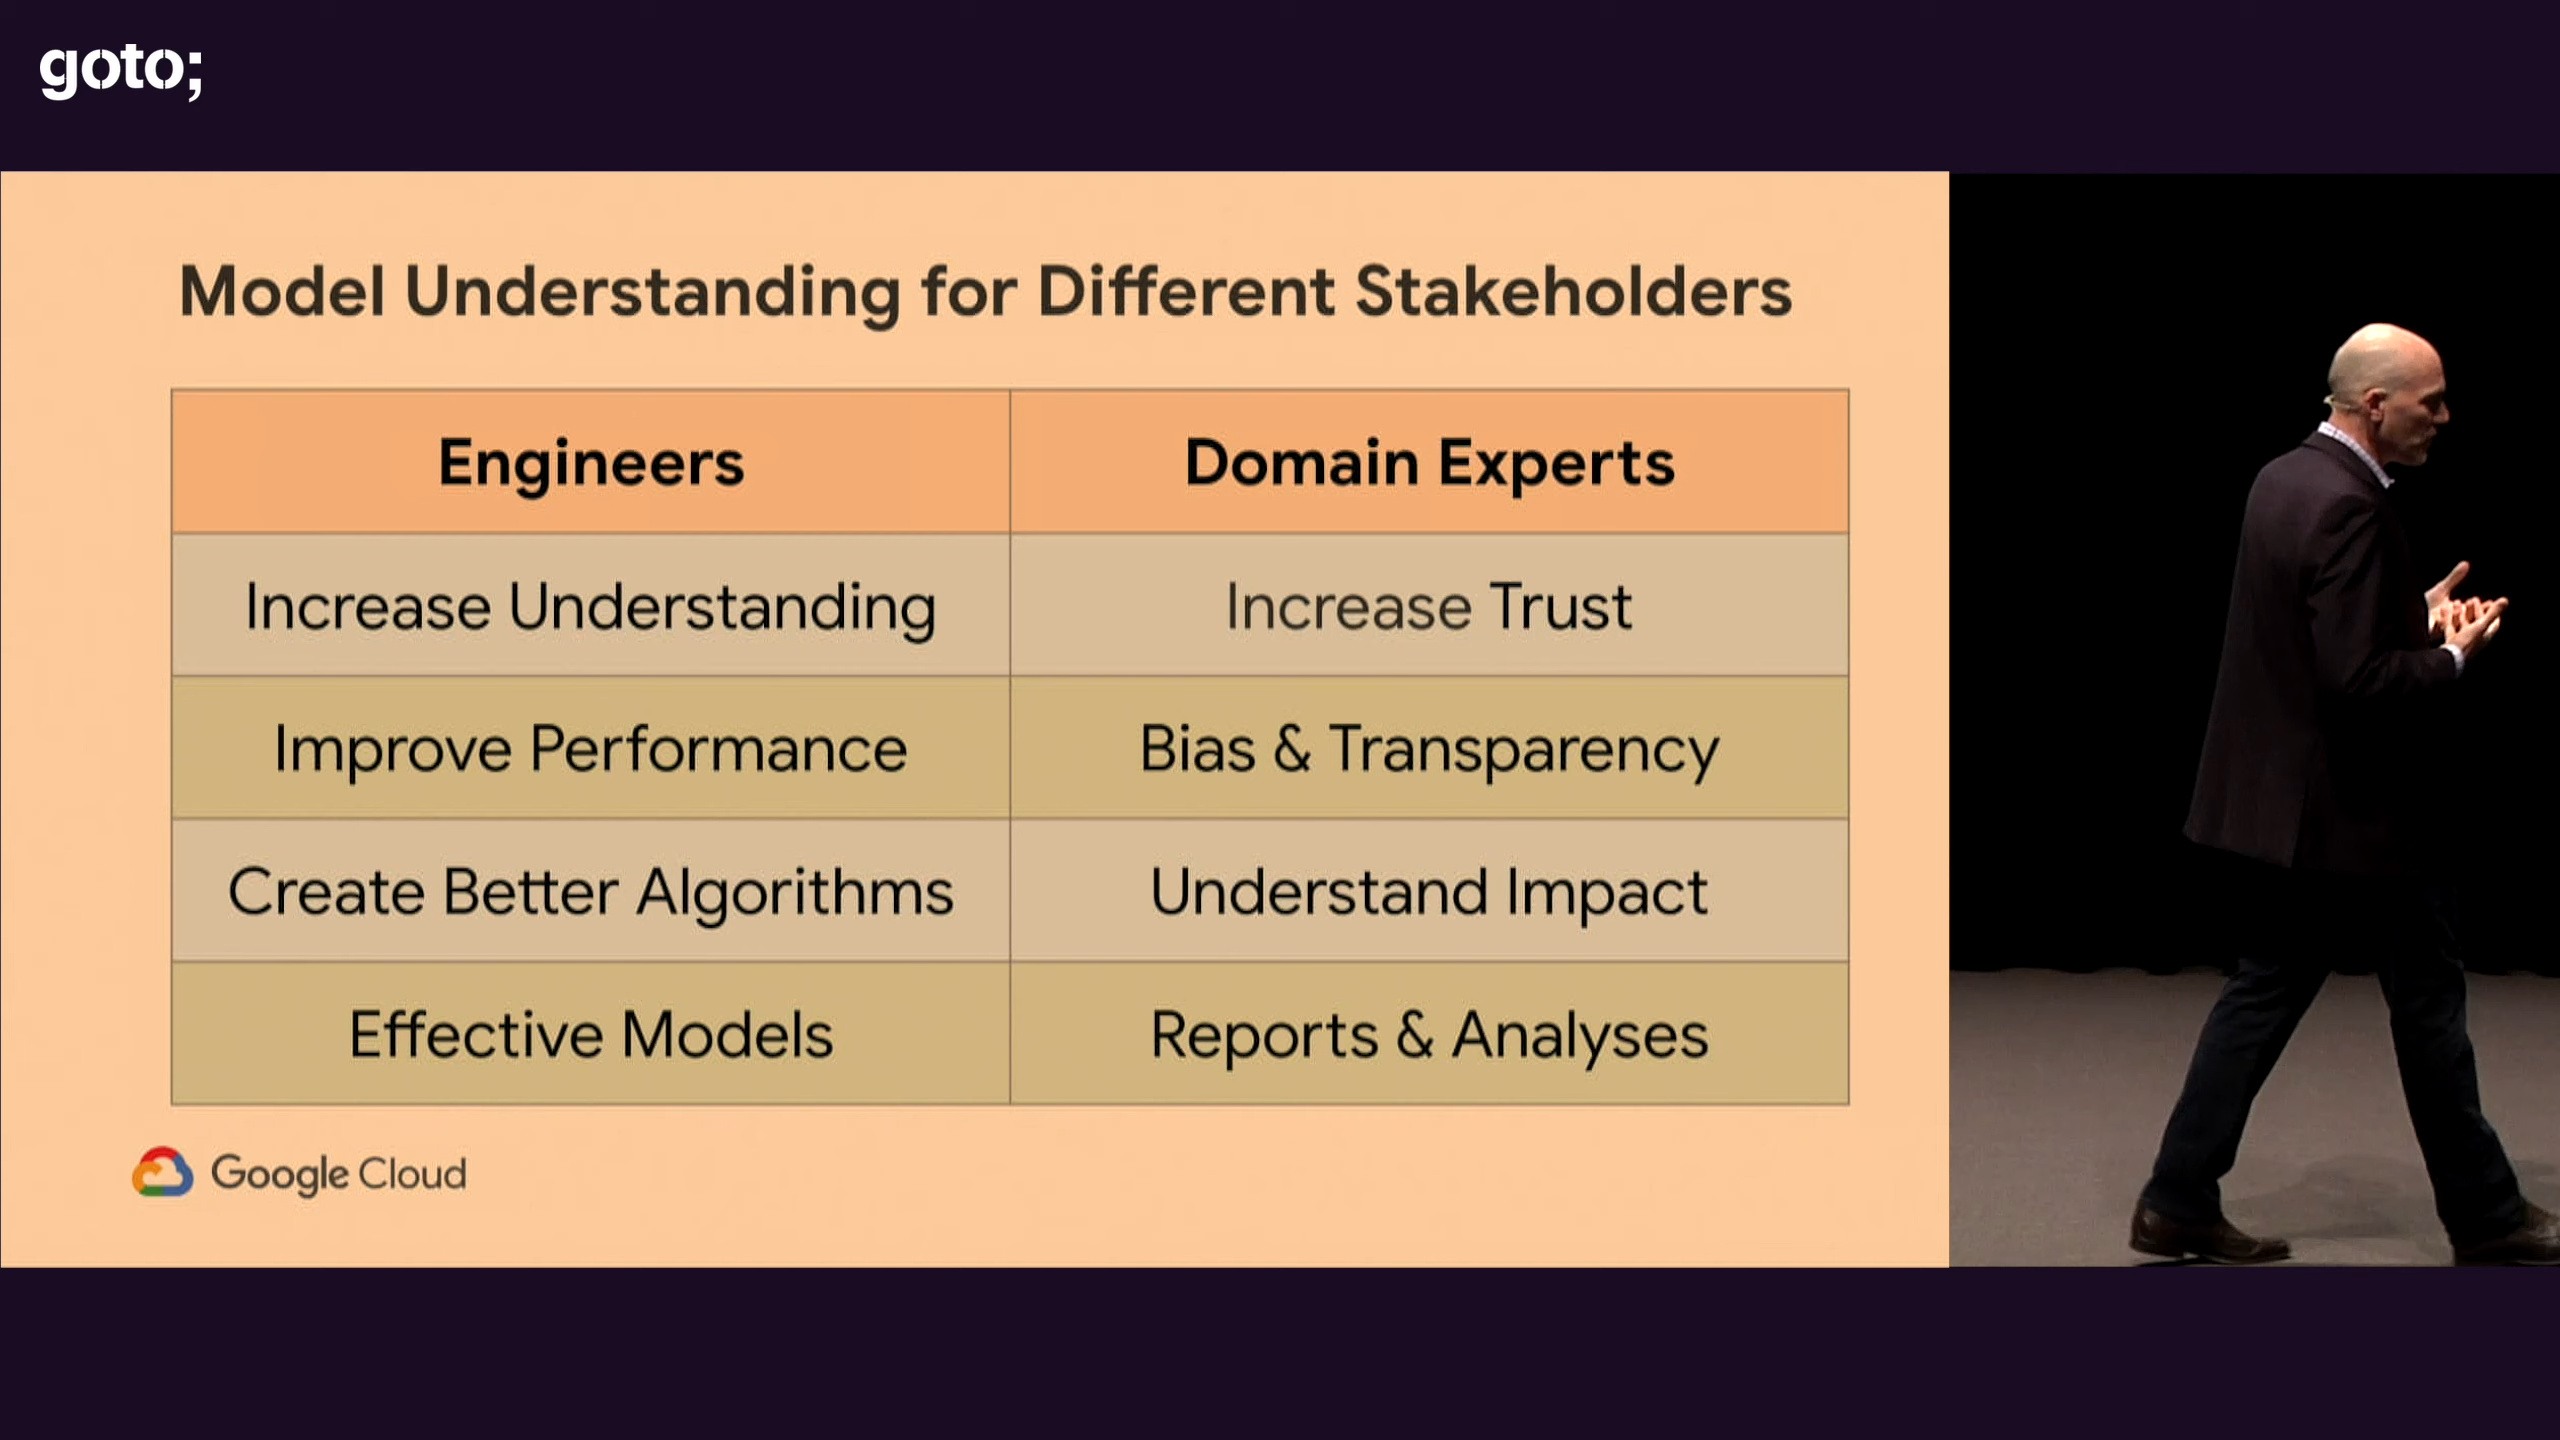 goto;
Model Understanding for Different Stakeholders
Engineers
Domain Experts
Increase Understanding
Increase Trust
Improve Performance
Bias & Transparency
Create Better Algorithms
Understand Impact
Effective Models
Reports & Analyses
Google Cloud